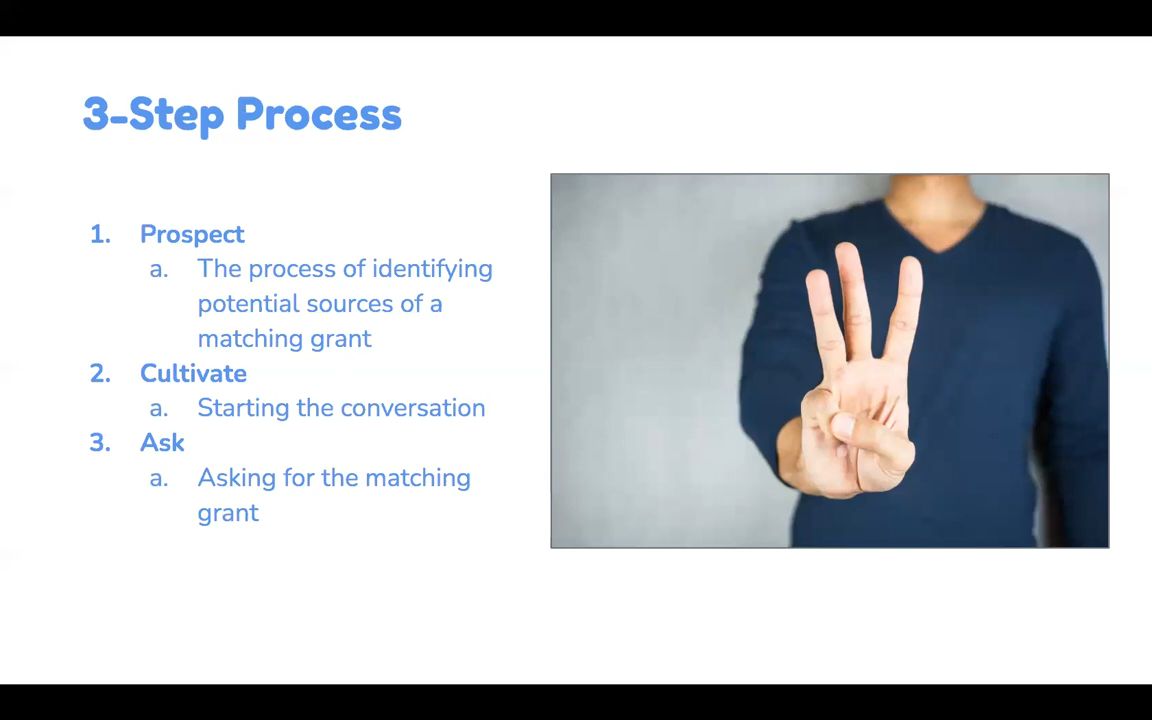 3-Step Process
1. Prospect
a. The process of identifying
potential sources of a
matching grant
2. Cultivate
a. Starting the conversation
3. Ask
a. Asking for the matching
grant